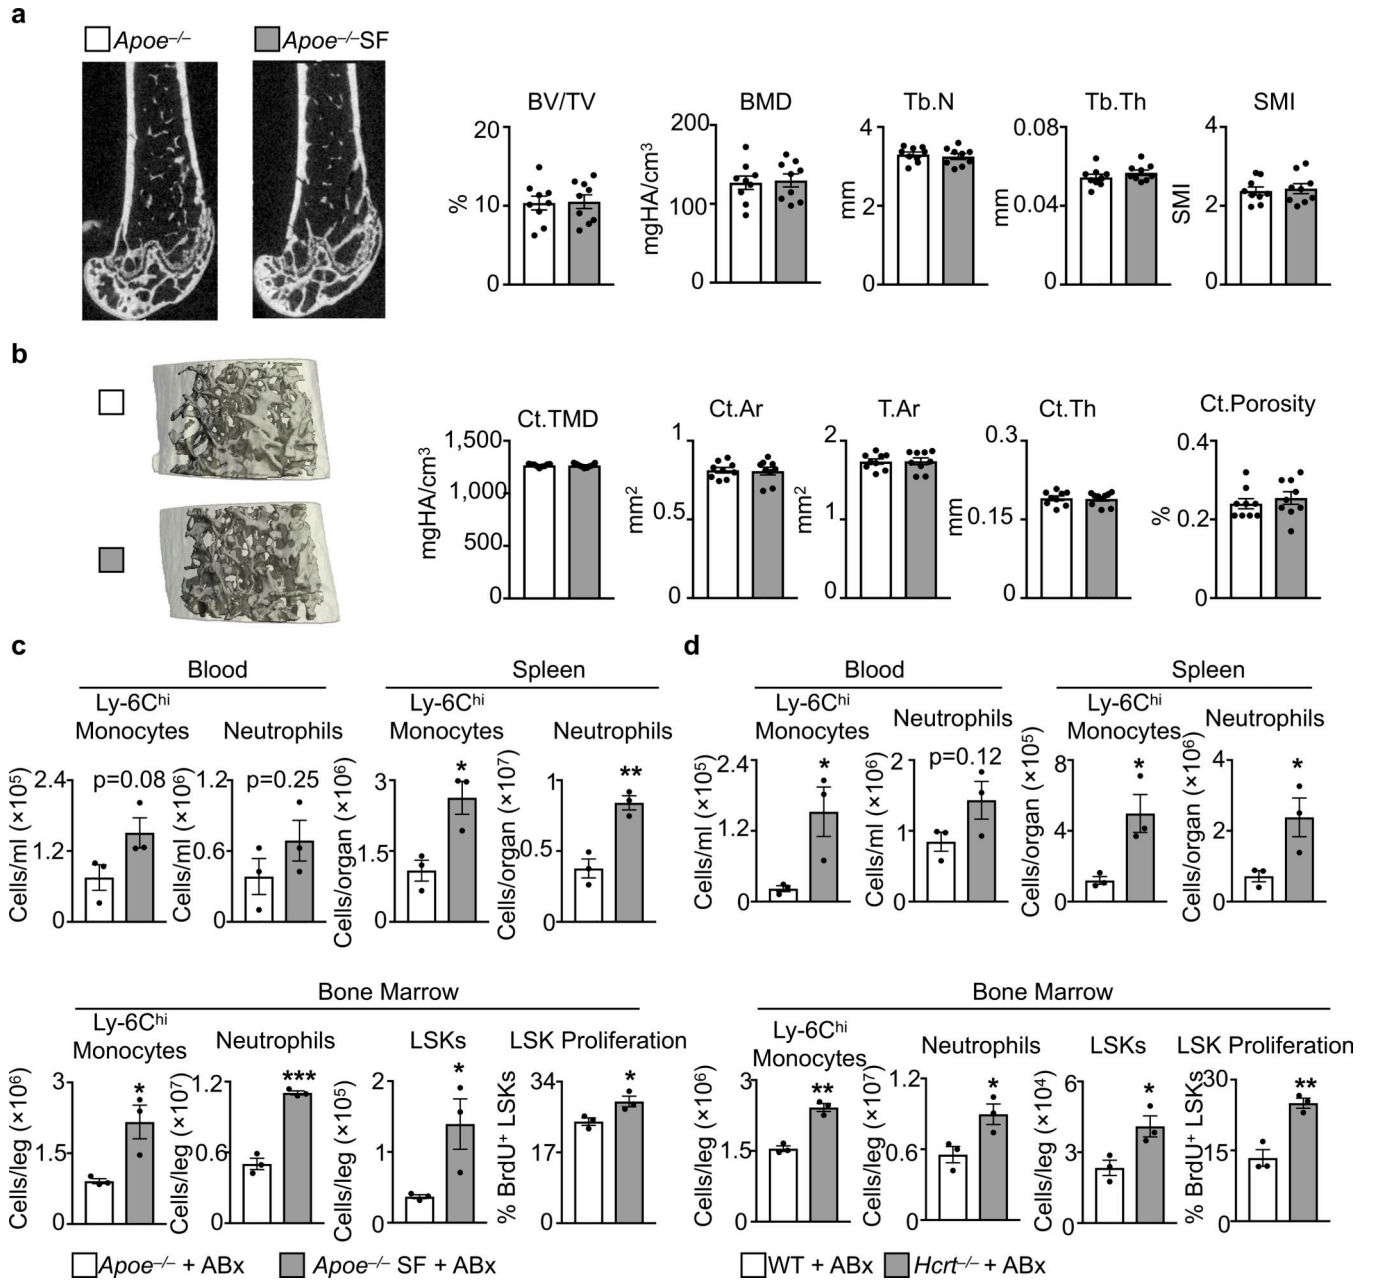 a
Apoe–/–
Apoe–/–SF
BV/TV
BMD
Tb.N
Tb.Th
SMI
20
10
0
%
200
100
0
mgHA/cm³
4
2
0
mm
0.08
0.04
0
mm
4
2
0
SMI
b
Ct.TMD
Ct.Ar
T.Ar
Ct.Th
Ct.Porosity
1,500
1,000
500
0
mgHA/cm³
1
0.5
0
mm²
2
1
0
mm²
0.3
0.15
0
mm
0.4
0.2
0
%
c
Blood
Spleen
Ly-6Chi
Monocytes
Neutrophils
Ly-6Chi
Monocytes
Neutrophils
p=0.08
2.4
1.2
0
Cells/ml (×10⁵)
p=0.25
1.2
0.6
0
Cells/ml (×10⁶)
*
3
1.5
0
Cells/organ (×10⁶)
**
1
0.5
0
Cells/organ (×10⁷)
Bone Marrow
Ly-6Chi
Monocytes
Neutrophils
LSKs
LSK Proliferation
*
3
1.5
0
Cells/leg (×10⁶)
***
1.2
0.6
0
Cells/leg (×10⁷)
*
2
1
0
Cells/leg (×10⁵)
*
34
17
0
% BrdU⁺ LSKs
Apoe–/– + ABx
Apoe–/– SF + ABx
d
Blood
Spleen
Ly-6Chi
Monocytes
Neutrophils
Ly-6Chi
Monocytes
Neutrophils
*
2.4
1.2
0
Cells/ml (×10⁵)
p=0.12
2
1
0
Cells/ml (×10⁶)
*
8
4
0
Cells/organ (×10⁵)
*
4
2
0
Cells/organ (×10⁶)
Bone Marrow
Ly-6Chi
Monocytes
Neutrophils
LSKs
LSK Proliferation
**
3
1.5
0
Cells/leg (×10⁶)
*
1.2
0.6
0
Cells/leg (×10⁷)
*
6
3
0
Cells/leg (×10⁴)
**
30
15
0
% BrdU⁺ LSKs
WT + ABx
Hcrt–/– + ABx